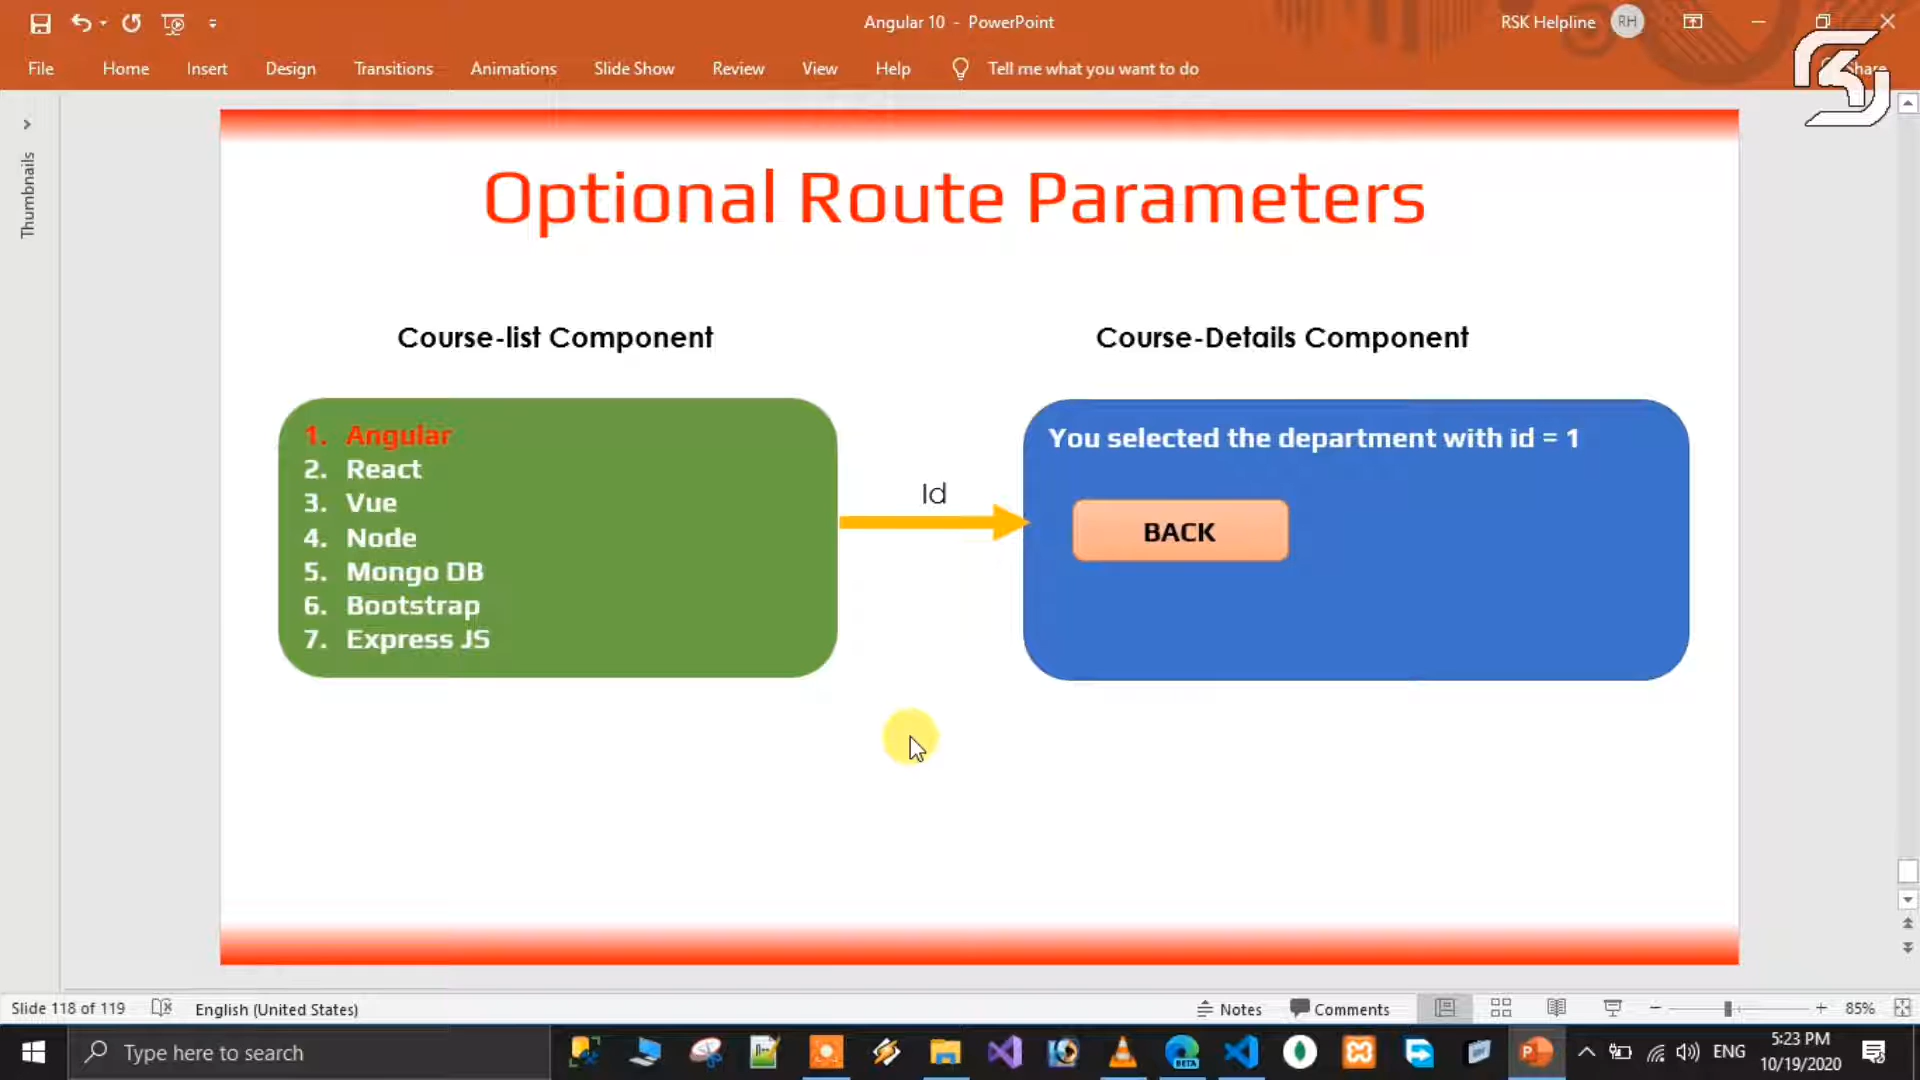 Angular 10 - PowerPoint
RSK Helpline
RH
File Home Insert Design Transitions Animations Slide Show Review View Help Tell me what you want to do
Share
Thumbnails
Optional Route Parameters
Course-list Component
Course-Details Component
1. Angular
2. React
3. Vue
4. Node
5. Mongo DB
6. Bootstrap
7. Express JS
Id
You selected the department with id = 1
BACK
Slide 118 of 119
English (United States)
Notes
Comments
85%
Type here to search
BETA
ENG
5:23 PM
10/19/2020